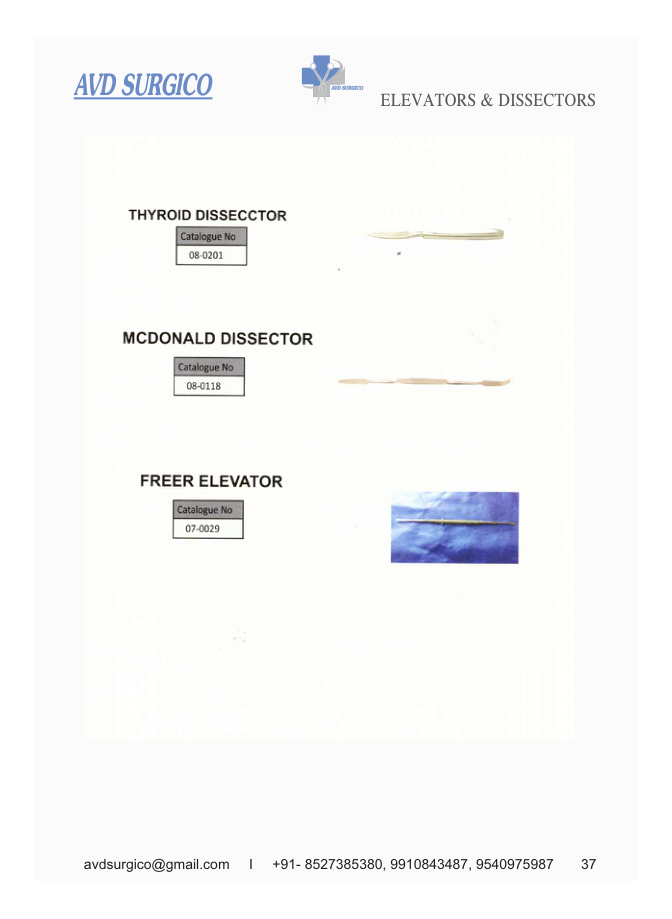 AVD SURGICO
AVD SURGICO
ELEVATORS & DISSECTORS
THYROID DISSECCTOR
Catalogue No
08-0201
MCDONALD DISSECTOR
Catalogue No
08-0118
FREER ELEVATOR
Catalogue No
07-0029
avdsurgico@gmail.com I +91- 8527385380, 9910843487, 9540975987 37